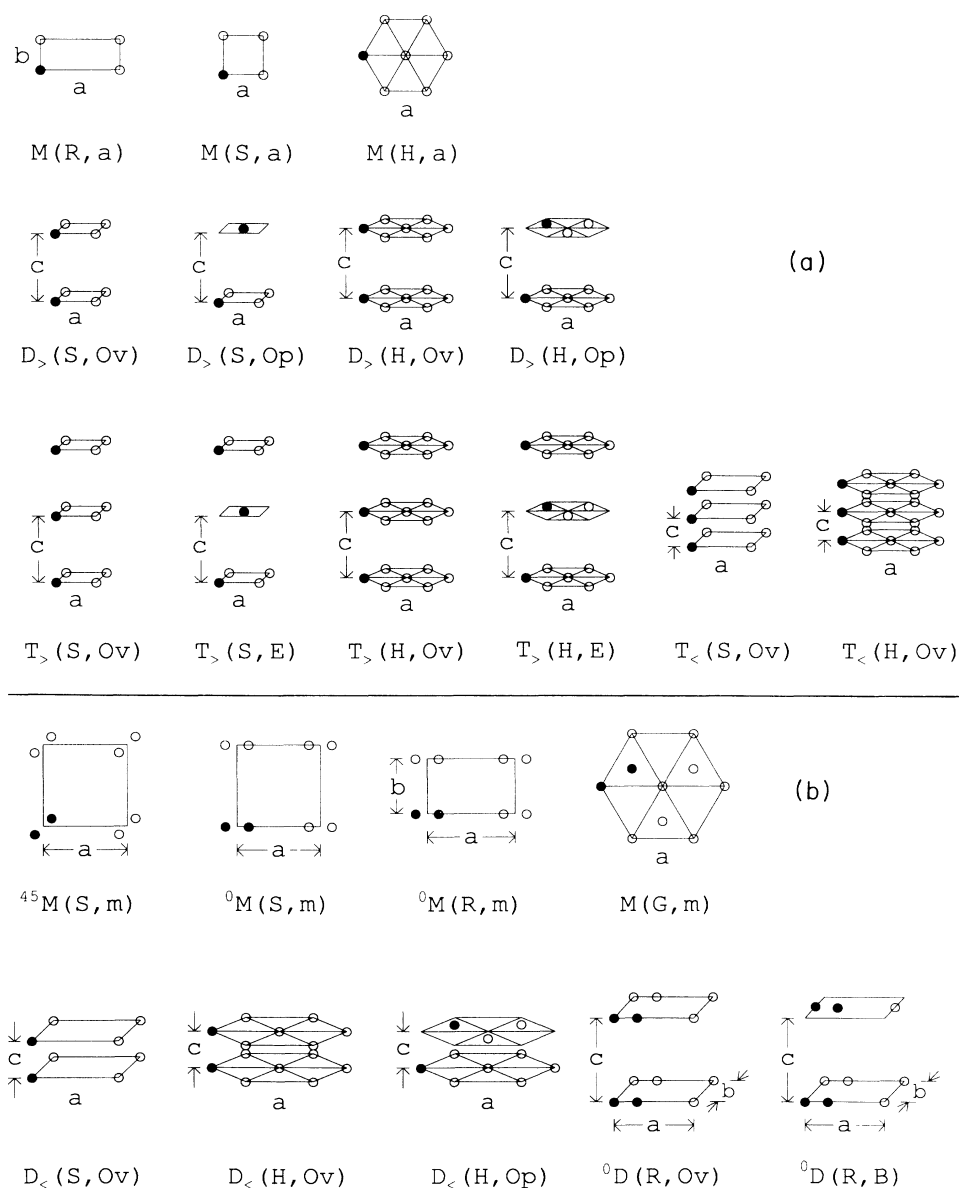 b
a a a
M(R,a) M(S,a) M(H,a)
(a)
c c c c
a a a
D>(S,Ov) D>(S,Op) D>(H,Ov) D>(H,Op)
c c c c c c
a a a a a
T>(S,Ov) T>(S,E) T>(H,Ov) T>(H,E) T<(S,Ov) T<(H,Ov)
b (b)
a a a a
⁴⁵M(S,m) ⁰M(S,m) ⁰M(R,m) M(G,m)
c c c c b c b
a a a a a
D<(S,Ov) D<(H,Ov) D<(H,Op) ⁰D(R,Ov) ⁰D(R,B)